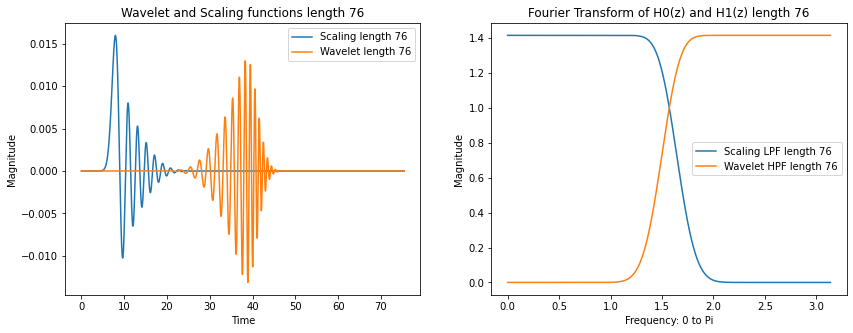 Wavelet and Scaling functions length 76
0.015
0.010
0.005
0.000
−0.005
−0.010
Magnitude
Scaling length 76
Wavelet length 76
0 10 20 30 40 50 60 70
Time
Fourier Transform of H0(z) and H1(z) length 76
1.4
1.2
1.0
0.8
0.6
0.4
0.2
0.0
Magnitude
Scaling LPF length 76
Wavelet HPF length 76
0.0 0.5 1.0 1.5 2.0 2.5 3.0
Frequency: 0 to Pi